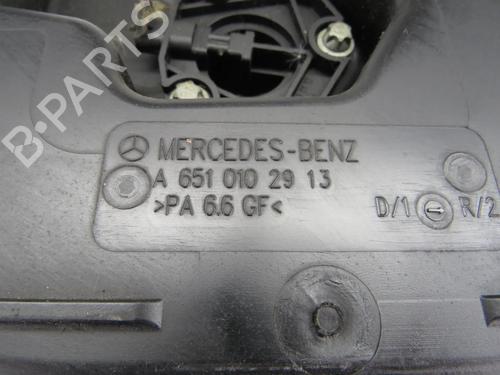 B-PARTS
MERCEDES-BENZ
A 651 010 29 13
>PA 6.6 GF<
D/1 R/2